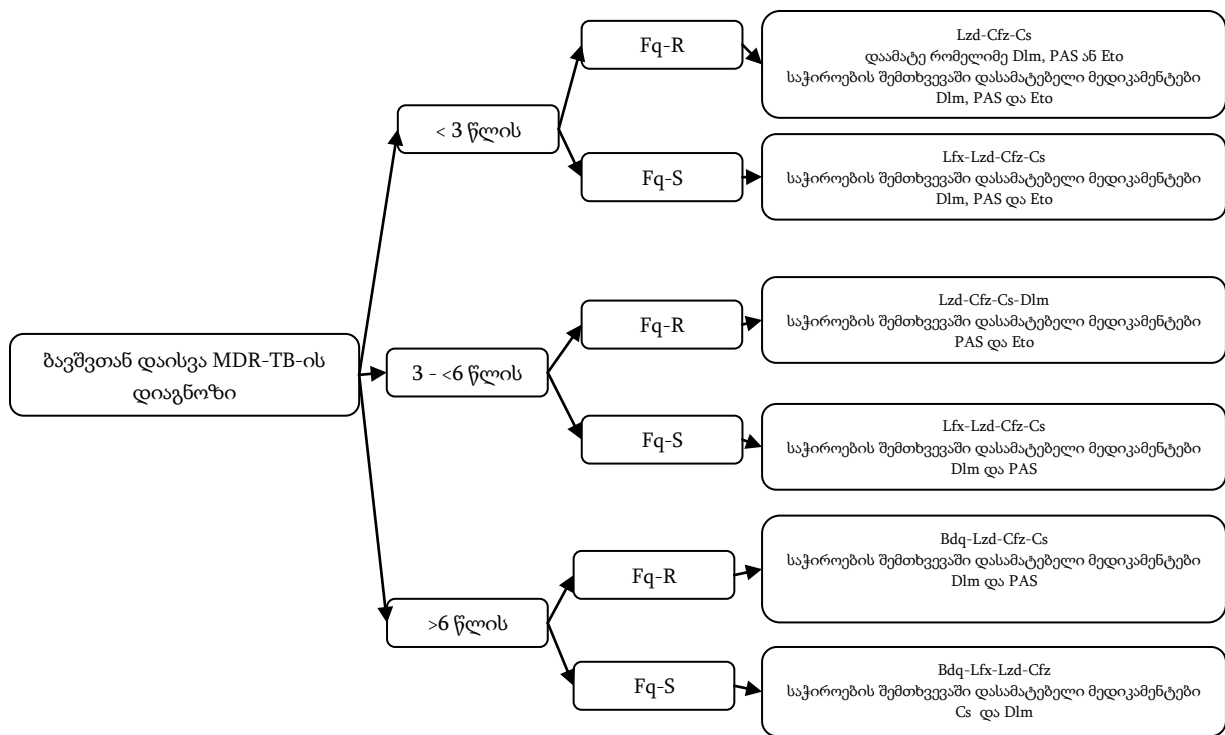 ბავშვთან დაისვა MDR-TB-ის
დიაგნოზი
< 3 წლის
Fq-R
Lzd-Cfz-Cs
დაამატე რომელიმე Dlm, PAS ან Eto
საჭიროების შემთხვევაში დასამატებელი მედიკამენტები
Dlm, PAS და Eto
Fq-S
Lfx-Lzd-Cfz-Cs
საჭიროების შემთხვევაში დასამატებელი მედიკამენტები
Dlm, PAS და Eto
3 - <6 წლის
Fq-R
Lzd-Cfz-Cs-Dlm
საჭიროების შემთხვევაში დასამატებელი მედიკამენტები
PAS და Eto
Fq-S
Lfx-Lzd-Cfz-Cs
საჭიროების შემთხვევაში დასამატებელი მედიკამენტები
Dlm და PAS
>6 წლის
Fq-R
Bdq-Lzd-Cfz-Cs
საჭიროების შემთხვევაში დასამატებელი მედიკამენტები
Dlm და PAS
Fq-S
Bdq-Lfx-Lzd-Cfz
საჭიროების შემთხვევაში დასამატებელი მედიკამენტები
Cs და Dlm